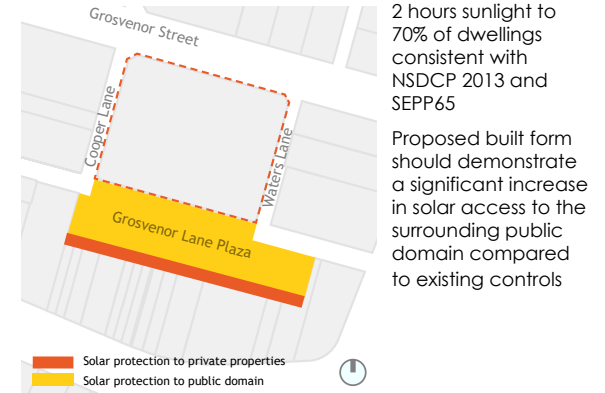 Grosvenor Street
Cooper Lane
Waters Lane
Grosvenor Lane Plaza
Solar protection to private properties
Solar protection to public domain
2 hours sunlight to
70% of dwellings
consistent with
NSDCP 2013 and
SEPP65
Proposed built form
should demonstrate
a significant increase
in solar access to the
surrounding public
domain compared
to existing controls